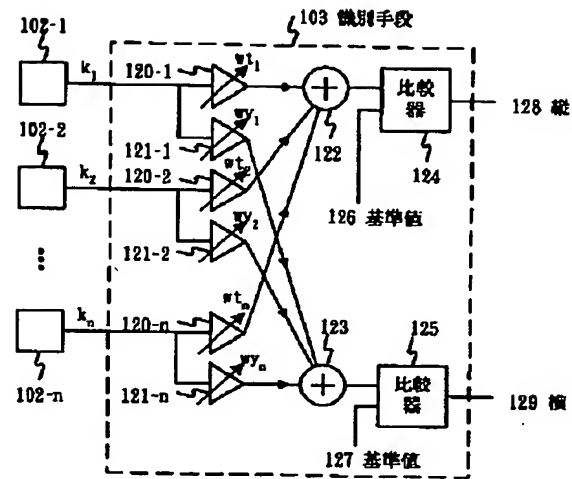 102-1
103 識別手段
k1
120-1
wt1
比較器
128 縦
102-2
wy1
122
121-1
124
k2
120-2
wt2
126 基準値
wy2
121-2
...
kn
120-n
wtn
123
125
102-n
wyn
比較器
129 横
121-n
127 基準値